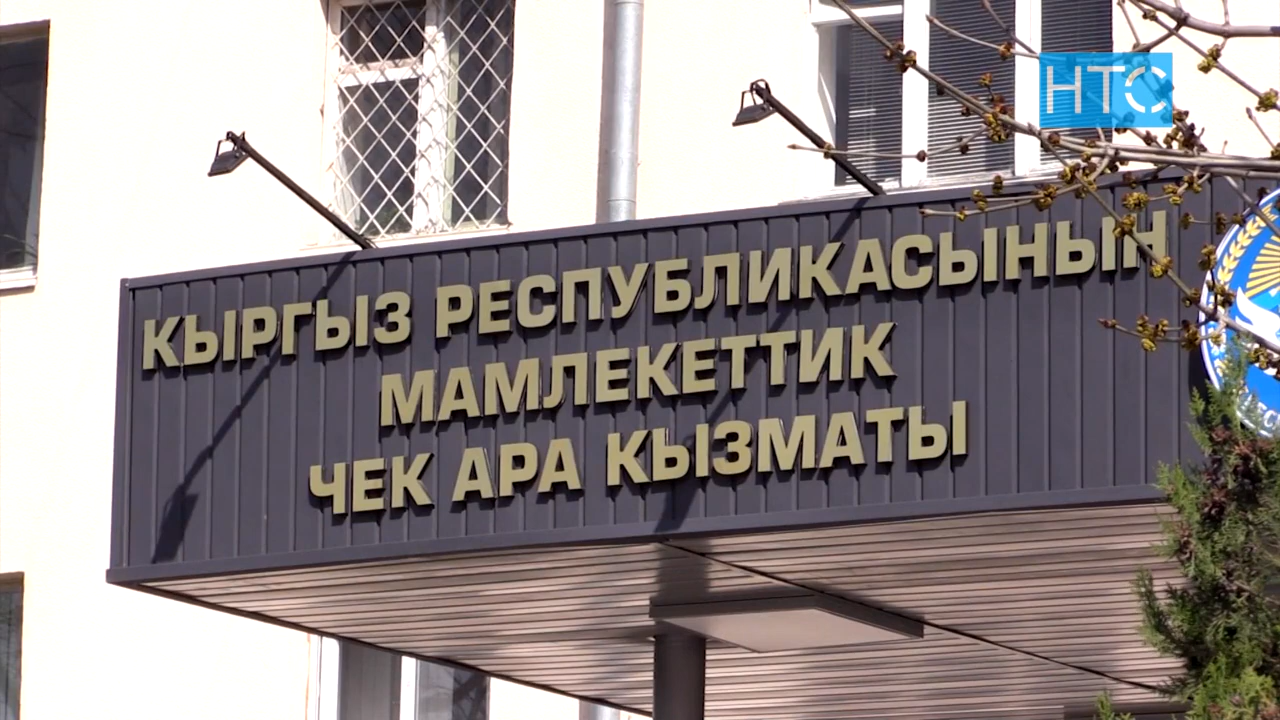 НТС
КЫРГЫЗ РЕСПУБЛИКАСЫНЫН
МАМЛЕКЕТТИК
ЧЕК АРА КЫЗМАТЫ